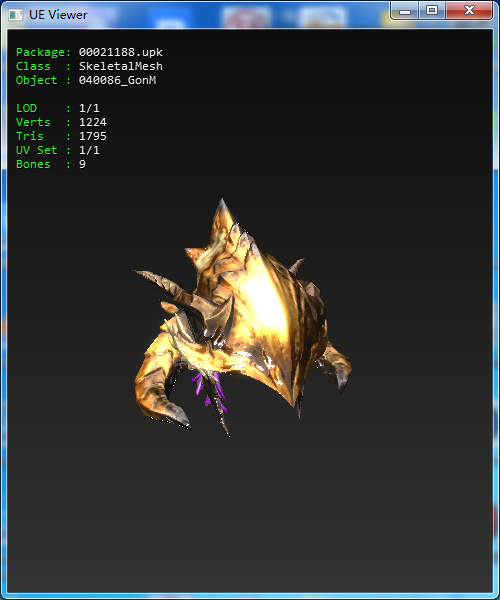 UE Viewer
Package: 00021188.upk
Class : SkeletalMesh
Object : 040086_GonM
LOD : 1/1
Verts : 1224
Tris : 1795
UV Set : 1/1
Bones : 9